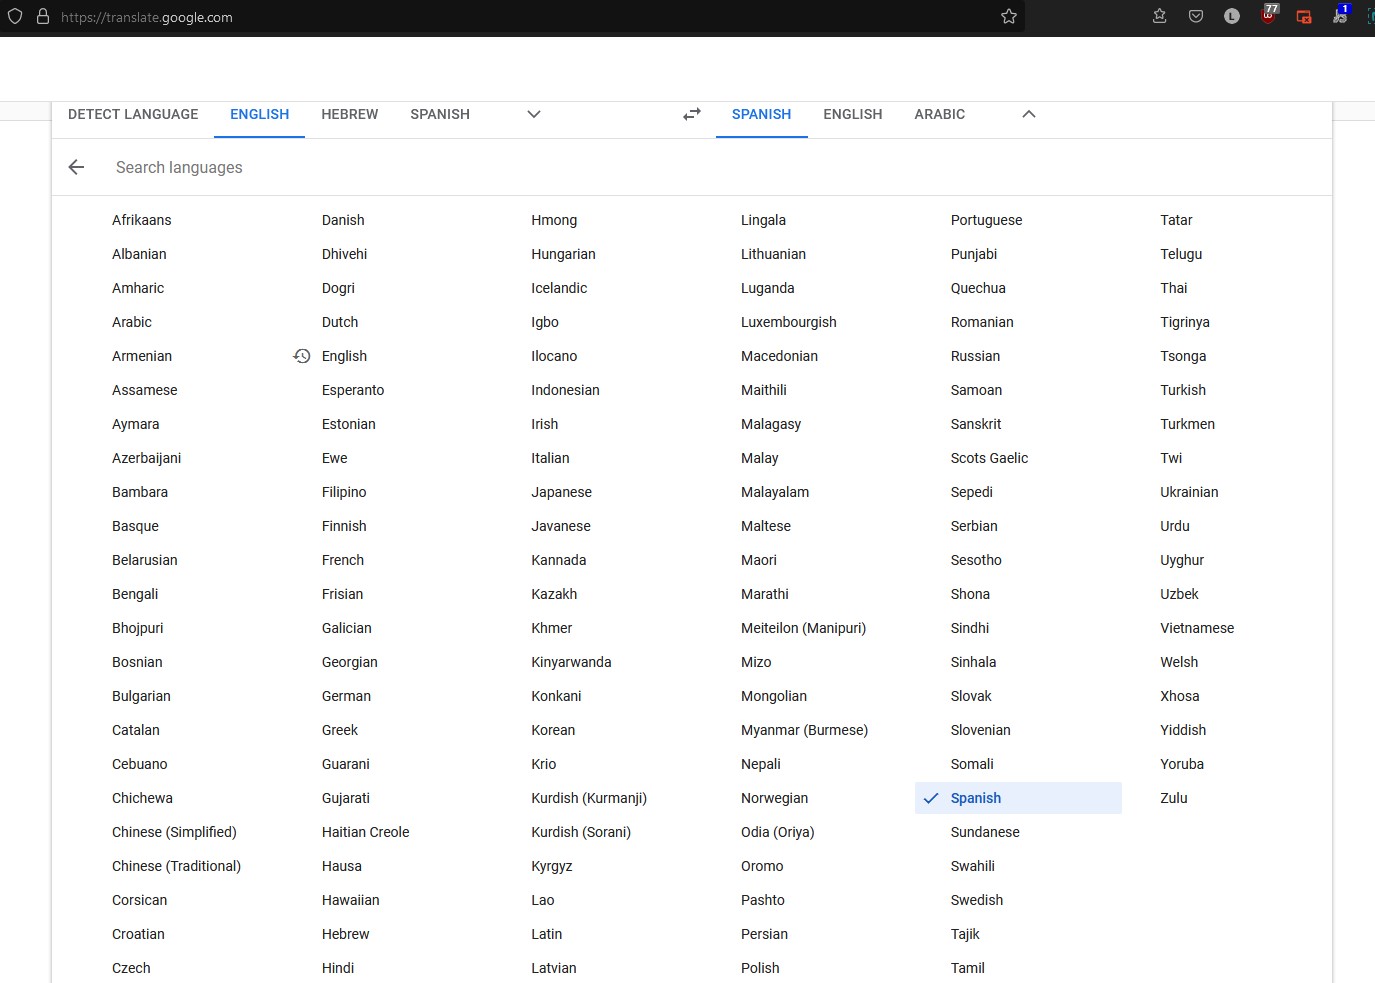 https://translate.google.com
L
77
1
DETECT LANGUAGE
ENGLISH
HEBREW
SPANISH
SPANISH
ENGLISH
ARABIC
Search languages
Afrikaans
Albanian
Amharic
Arabic
Armenian
Assamese
Aymara
Azerbaijani
Bambara
Basque
Belarusian
Bengali
Bhojpuri
Bosnian
Bulgarian
Catalan
Cebuano
Chichewa
Chinese (Simplified)
Chinese (Traditional)
Corsican
Croatian
Czech
Danish
Dhivehi
Dogri
Dutch
English
Esperanto
Estonian
Ewe
Filipino
Finnish
French
Frisian
Galician
Georgian
German
Greek
Guarani
Gujarati
Haitian Creole
Hausa
Hawaiian
Hebrew
Hindi
Hmong
Hungarian
Icelandic
Igbo
Ilocano
Indonesian
Irish
Italian
Japanese
Javanese
Kannada
Kazakh
Khmer
Kinyarwanda
Konkani
Korean
Krio
Kurdish (Kurmanji)
Kurdish (Sorani)
Kyrgyz
Lao
Latin
Latvian
Lingala
Lithuanian
Luganda
Luxembourgish
Macedonian
Maithili
Malagasy
Malay
Malayalam
Maltese
Maori
Marathi
Meiteilon (Manipuri)
Mizo
Mongolian
Myanmar (Burmese)
Nepali
Norwegian
Odia (Oriya)
Oromo
Pashto
Persian
Polish
Portuguese
Punjabi
Quechua
Romanian
Russian
Samoan
Sanskrit
Scots Gaelic
Sepedi
Serbian
Sesotho
Shona
Sindhi
Sinhala
Slovak
Slovenian
Somali
Spanish
Sundanese
Swahili
Swedish
Tajik
Tamil
Tatar
Telugu
Thai
Tigrinya
Tsonga
Turkish
Turkmen
Twi
Ukrainian
Urdu
Uyghur
Uzbek
Vietnamese
Welsh
Xhosa
Yiddish
Yoruba
Zulu